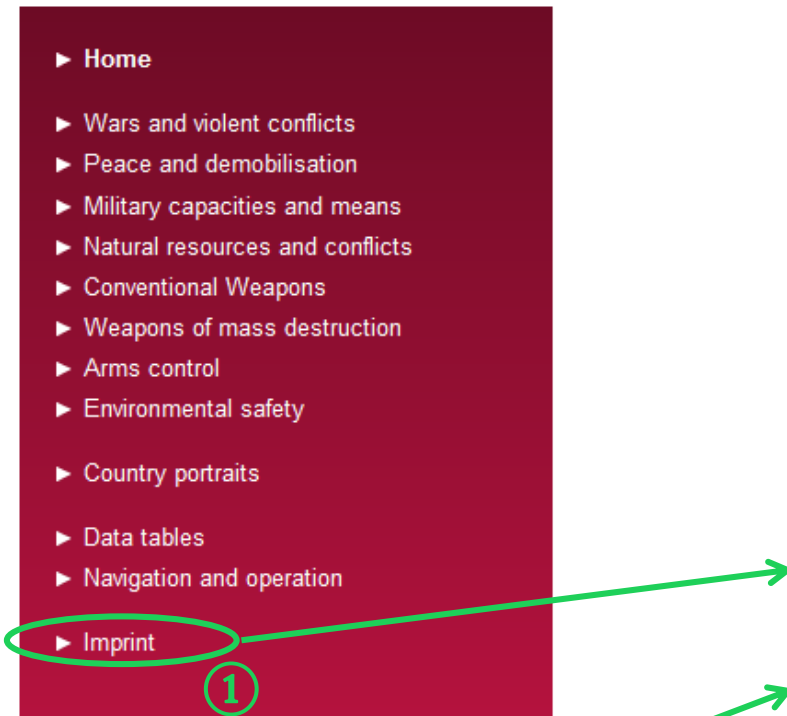 ► Home
► Wars and violent conflicts
► Peace and demobilisation
► Military capacities and means
► Natural resources and conflicts
► Conventional Weapons
► Weapons of mass destruction
► Arms control
► Environmental safety
► Country portraits
► Data tables
► Navigation and operation
► Imprint
①